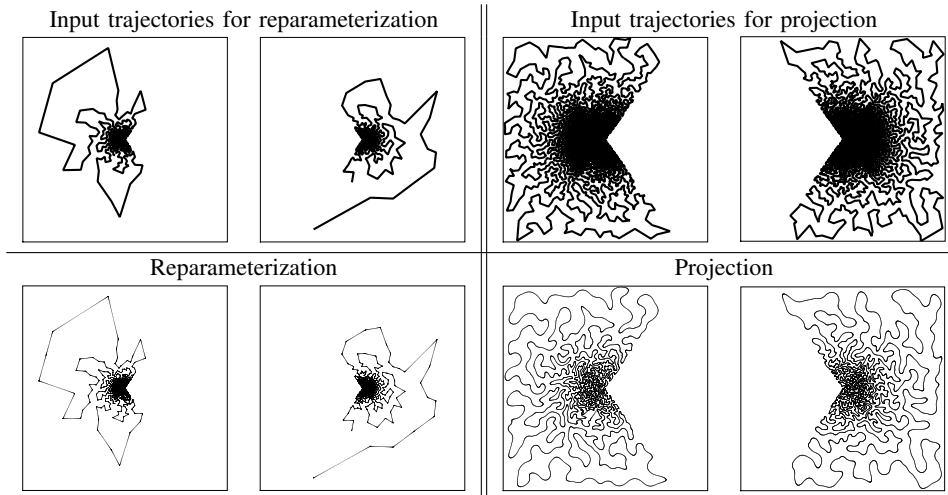 Input trajectories for reparameterization
Input trajectories for projection
Reparameterization
Projection